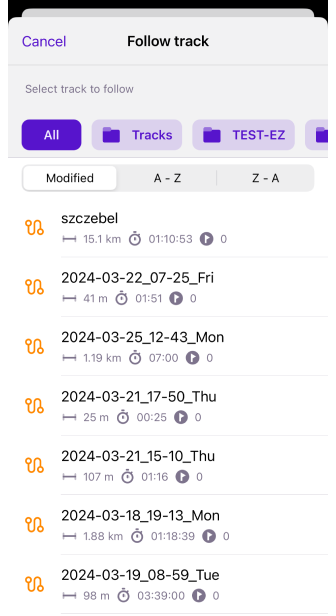 Cancel Follow track
Select track to follow
All Tracks TEST-EZ
Modified A - Z Z - A
szczebel
15.1 km 01:10:53 0
2024-03-22_07-25_Fri
41 m 01:51 0
2024-03-25_12-43_Mon
1.19 km 07:00 0
2024-03-21_17-50_Thu
25 m 00:25 0
2024-03-21_15-10_Thu
107 m 01:16 0
2024-03-18_19-13_Mon
1.88 km 01:18:39 0
2024-03-19_08-59_Tue
98 m 03:39:00 0